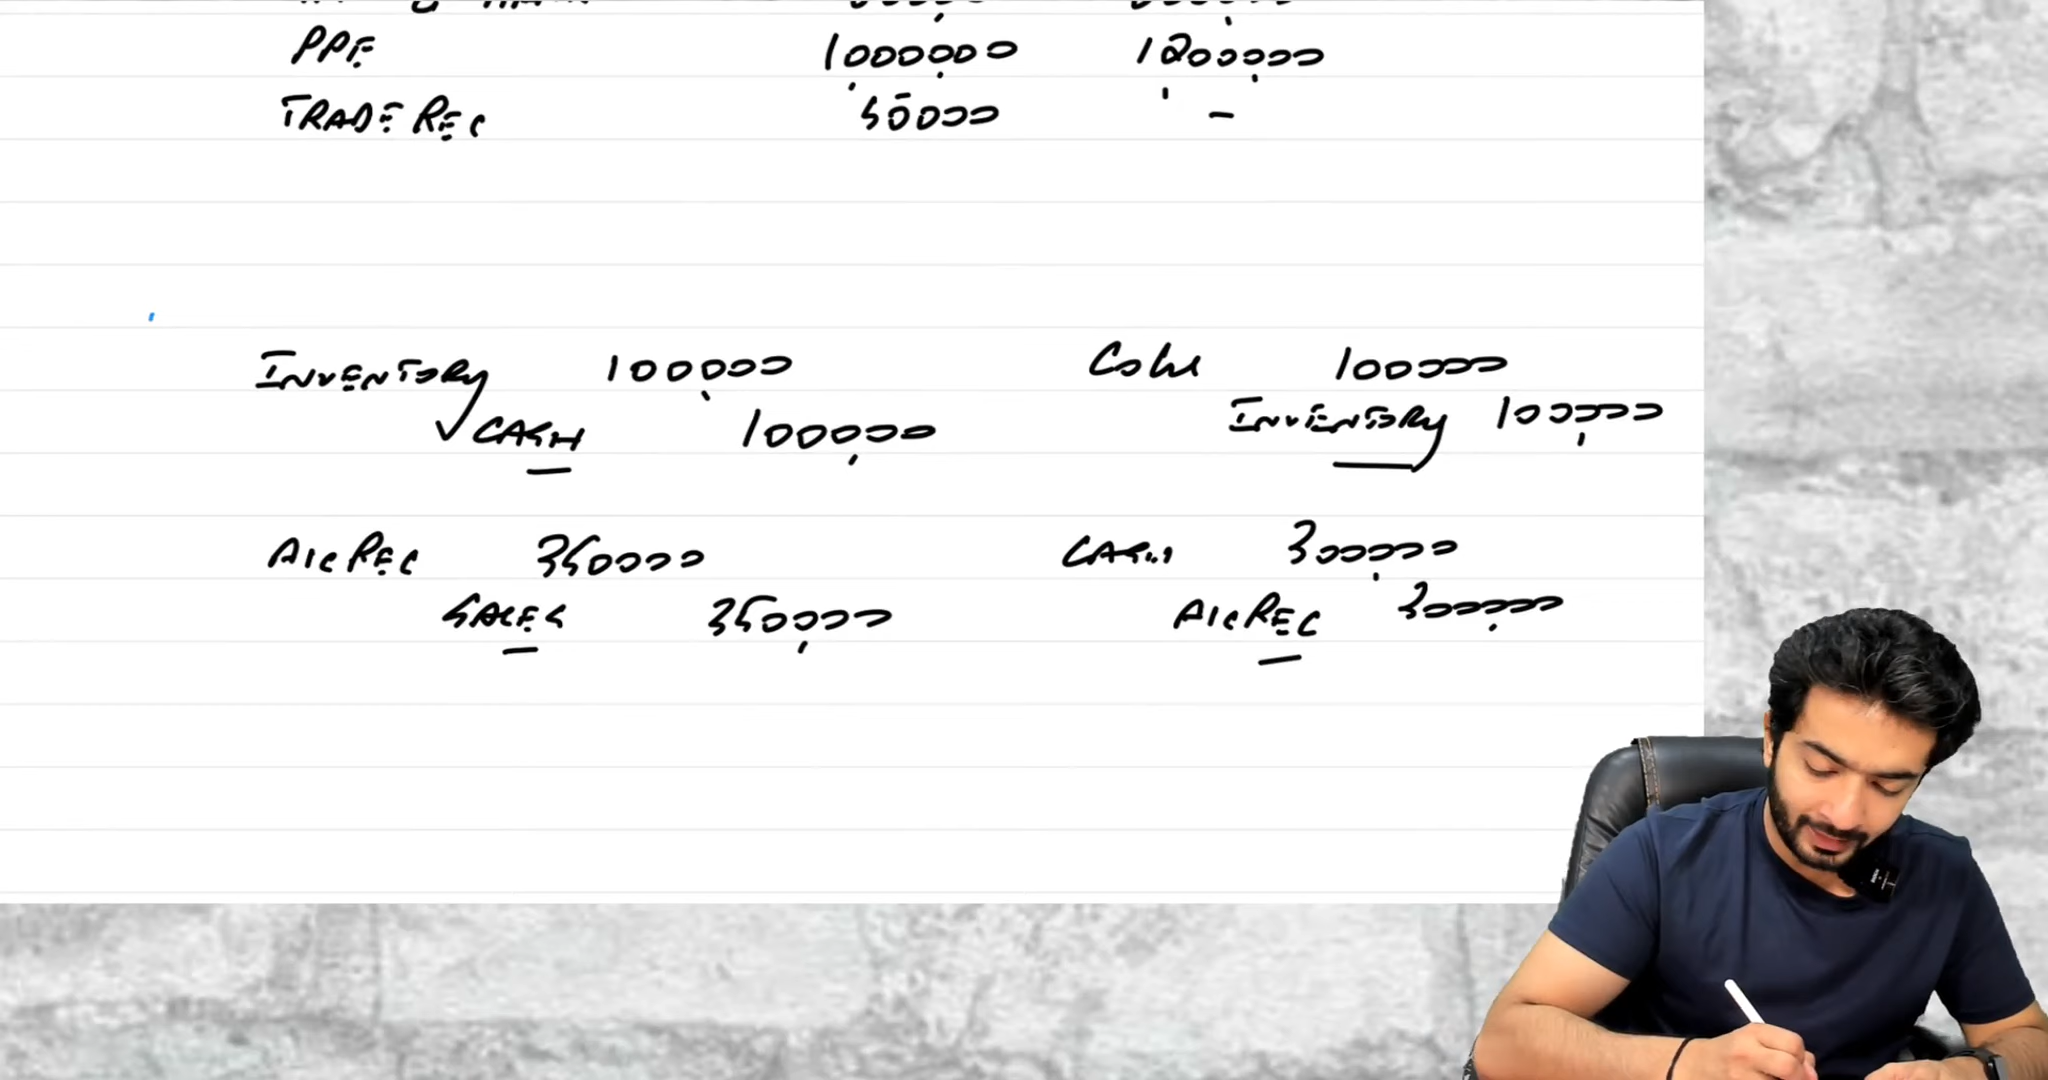 PPE 1000000 1200000
TRADE REC 50000 -
INVENTORY 100000
CASH 100000
COGS 100000
INVENTORY 100000
A/C REC 350000
SALES 350000
CASH 300000
A/C REC 300000